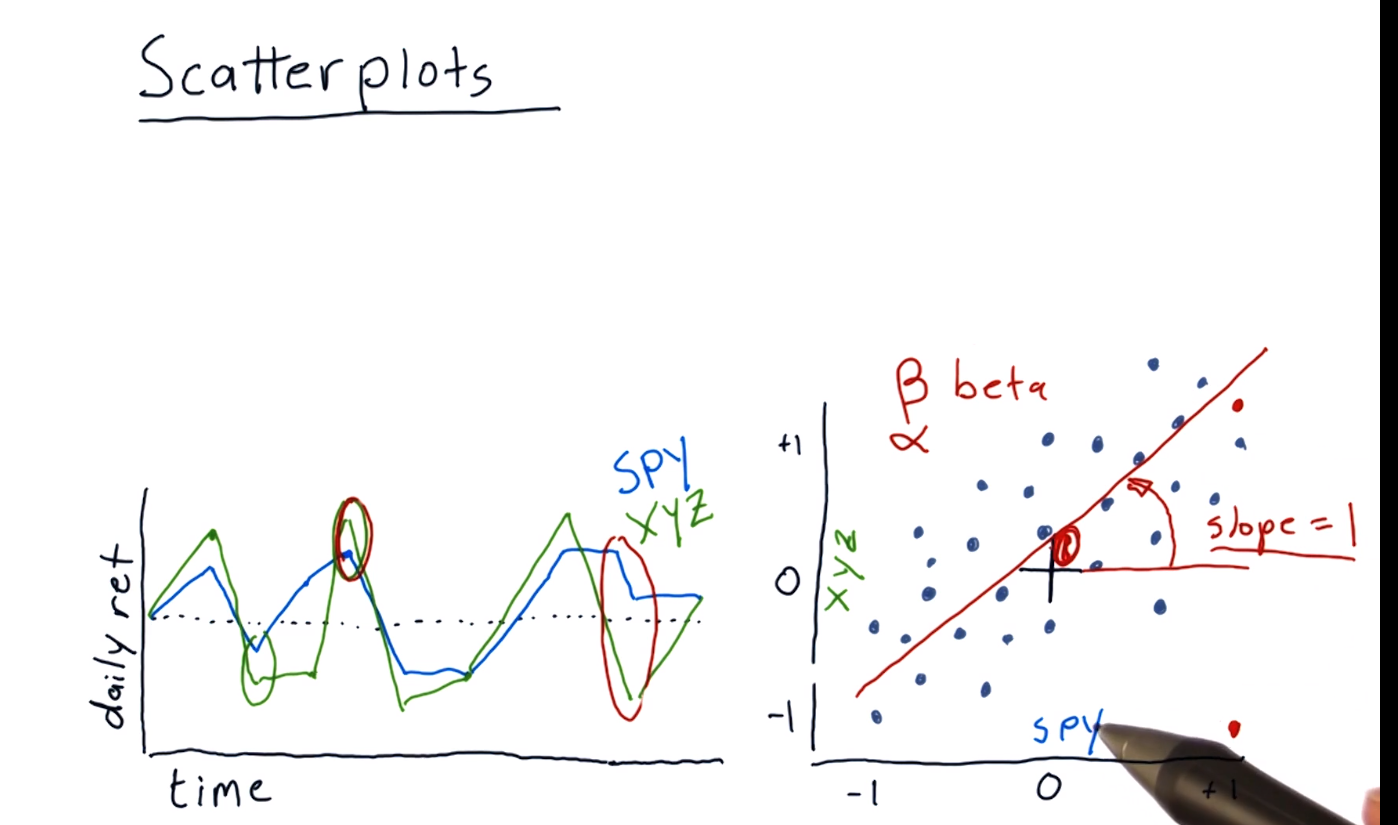 Scatterplots
SPY
XYZ
daily ret
time
β beta
α
+1
0
-1
XYZ
slope = 1
SPY
-1 0 +1